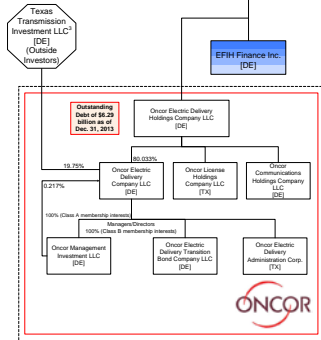 Texas
Transmission
Investment LLC³
[DE]
(Outside
Investors)
EFIH Finance Inc.
[DE]
Outstanding
Debt of $6.29
billion as of
Dec. 31, 2013
Oncor Electric Delivery
Holdings Company LLC
[DE]
19.75%
80.033%
0.217%
Oncor Electric
Delivery
Company LLC
[DE]
Oncor License
Holdings
Company LLC
[TX]
Oncor
Communications
Holdings Company
LLC
[DE]
100% (Class A membership interests)
Managers/Directors
100% (Class B membership interests)
Oncor Management
Investment LLC
[DE]
Oncor Electric
Delivery Transition
Bond Company LLC
[DE]
Oncor Electric
Delivery
Administration Corp.
[TX]
ONCOR